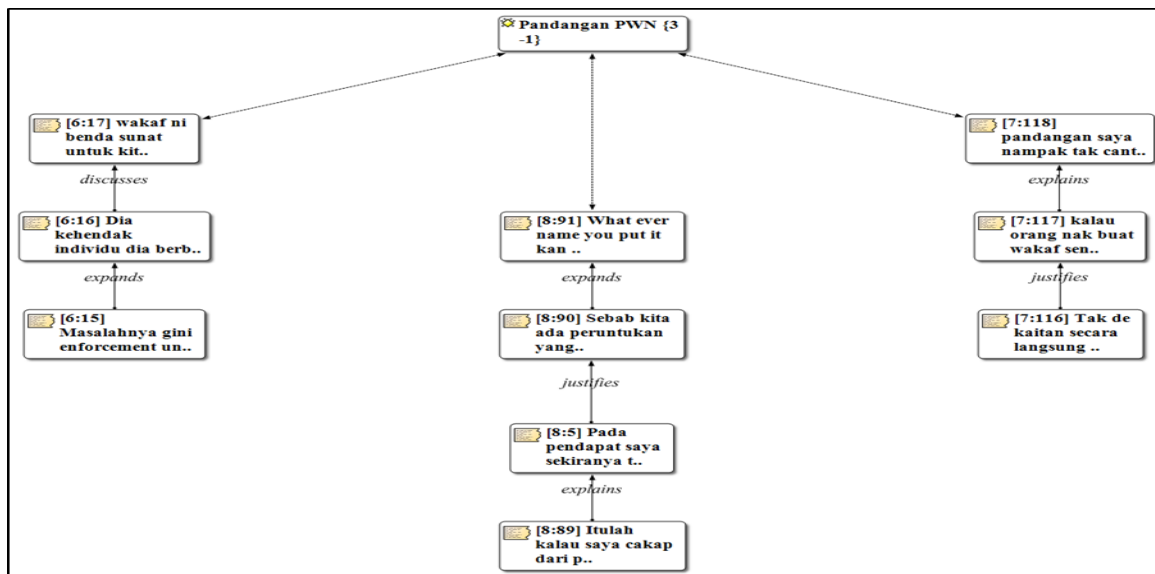 Pandangan PWN {3
-1}
[6:17] wakaf ni
benda sunat
untuk kit..
discusses
[6:16] Dia
kehendak
individu dia berb..
expands
[6:15]
Masalahnya gini
enforcement un..
[8:91] What ever
name you put it
kan ..
expands
[8:90] Sebab kita
ada peruntukan
yang..
justifies
[8:5] Pada
pendapat saya
sekiranya t..
explains
[8:89] Itulah
kalau saya cakap
dari p..
[7:118]
pandangan saya
nampak tak cant..
explains
[7:117] kalau
orang nak buat
wakaf sen..
justifies
[7:116] Tak de
kaitan secara
langsung ..